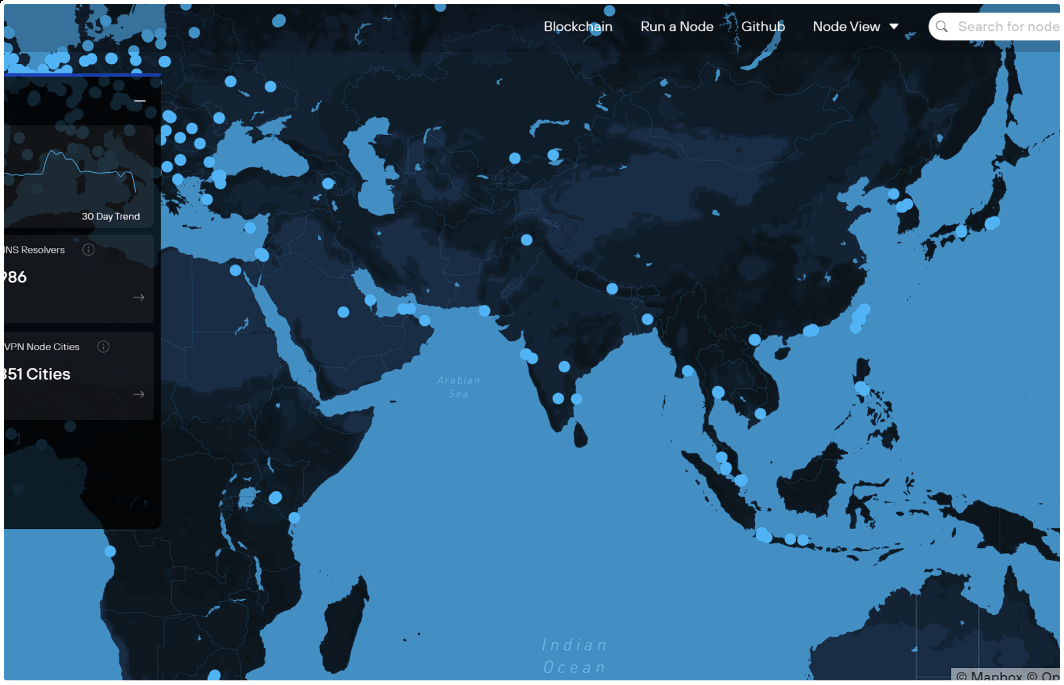 Blockchain Run a Node Github Node View Search for node
30 Day Trend
NS Resolvers
986
VPN Node Cities
351 Cities
Arabian
Sea
Indian
Ocean
© Mapbox © Op